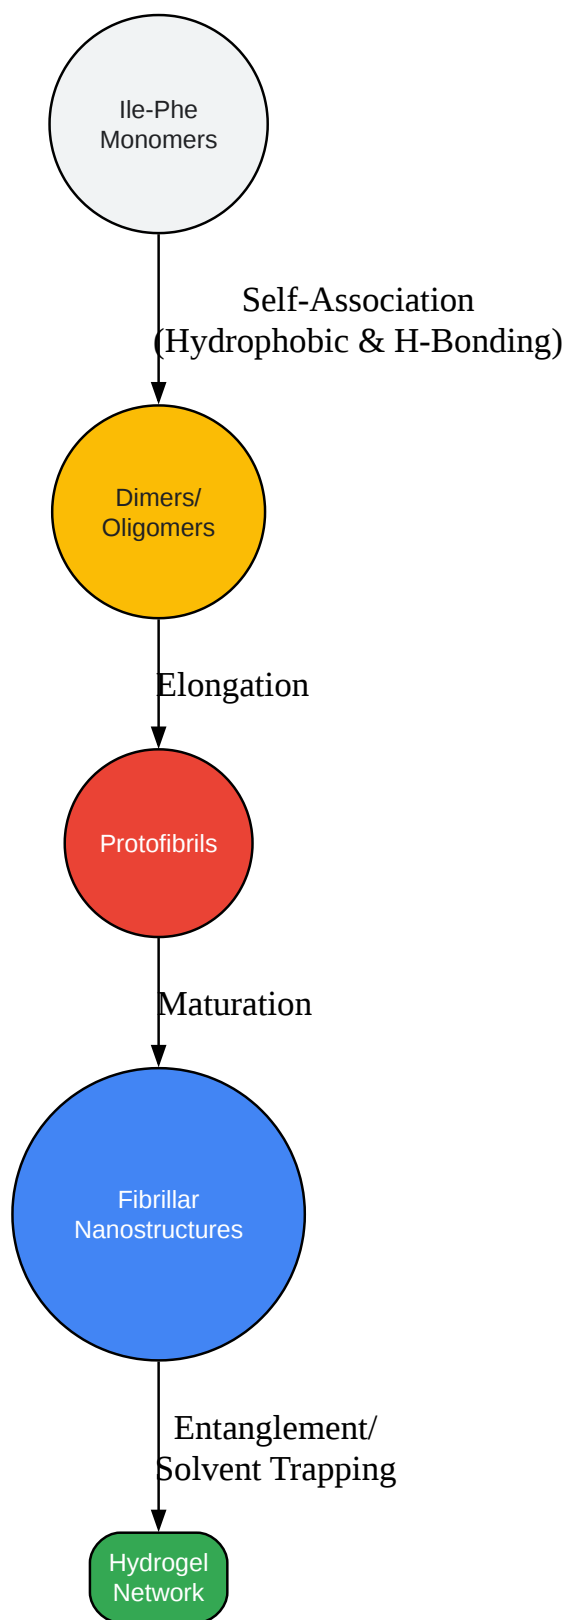 Ile-Phe
Monomers
Self-Association
(Hydrophobic & H-Bonding)
Dimers/
Oligomers
Elongation
Protofibrils
Maturation
Fibrillar
Nanostructures
Entanglement/
Solvent Trapping
Hydrogel
Network